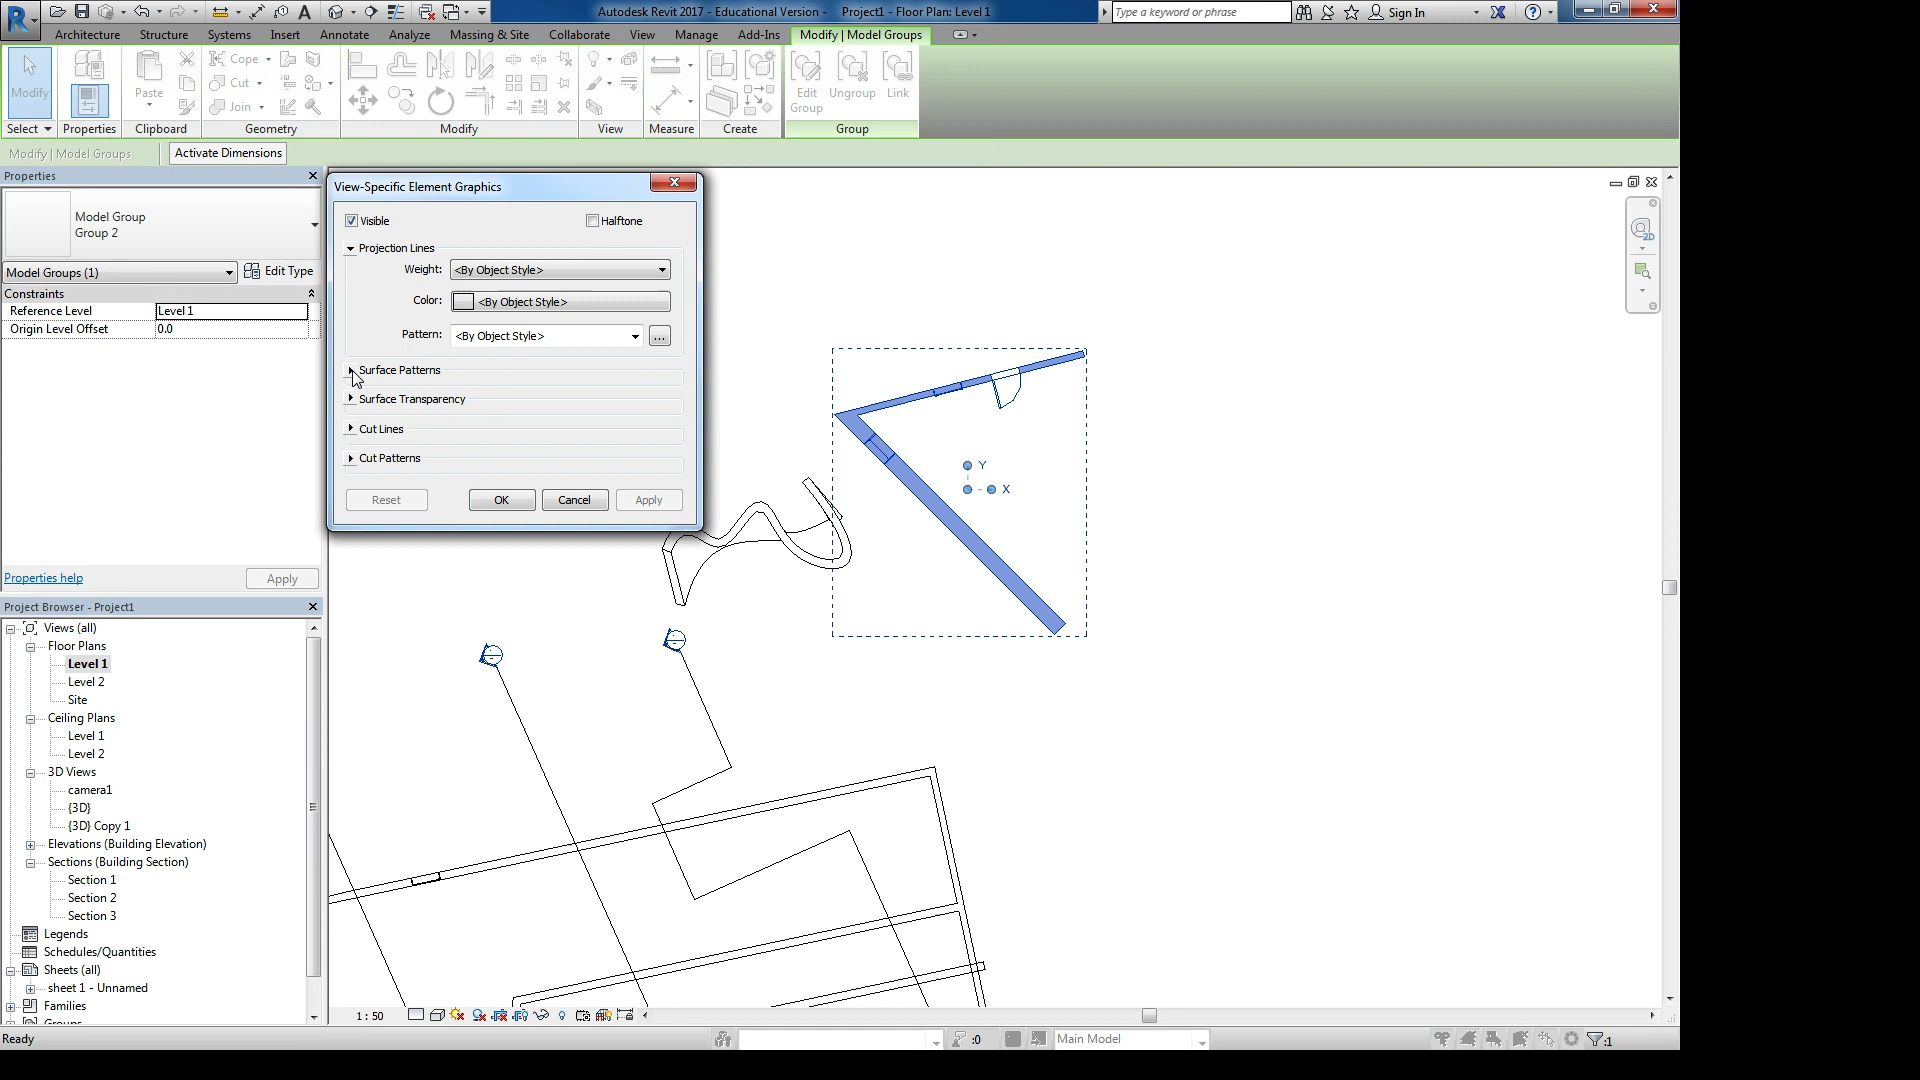 Autodesk Revit 2017 - Educational Version - Project1 - Floor Plan: Level 1
Type a keyword or phrase
Sign In
Architecture Structure Systems Insert Annotate Analyze Massing & Site Collaborate View Manage Add-Ins Modify | Model Groups
Modify
Paste
Cope
Cut
Join
Edit Group
Ungroup
Link
Select Properties Clipboard Geometry Modify View Measure Create Group
Modify | Model Groups
Activate Dimensions
Properties
Model Group
Group 2
Model Groups (1)
Edit Type
Constraints
Reference Level Level 1
Origin Level Offset 0.0
Properties help
Apply
View-Specific Element Graphics
Visible
Halftone
Projection Lines
Weight: <By Object Style>
Color: <By Object Style>
Pattern: <By Object Style> ...
Surface Patterns
Surface Transparency
Cut Lines
Cut Patterns
Reset OK Cancel Apply
Y
X
2D
Project Browser - Project1
Views (all)
Floor Plans
Level 1
Level 2
Site
Ceiling Plans
Level 1
Level 2
3D Views
camera1
{3D}
{3D} Copy 1
Elevations (Building Elevation)
Sections (Building Section)
Section 1
Section 2
Section 3
Legends
Schedules/Quantities
Sheets (all)
sheet 1 - Unnamed
Families
Groups
1 : 50
Ready
:0
Main Model
:1